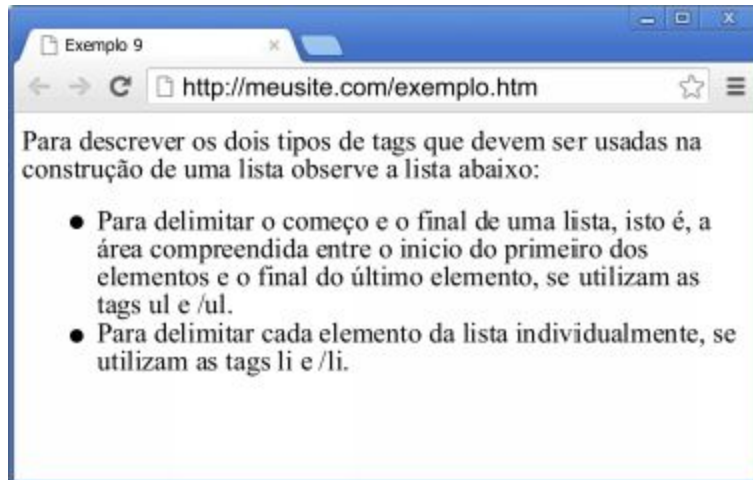 Exemplo 9
http://meusite.com/exemplo.htm
Para descrever os dois tipos de tags que devem ser usadas na
construção de uma lista observe a lista abaixo:
● Para delimitar o começo e o final de uma lista, isto é, a
área compreendida entre o inicio do primeiro dos
elementos e o final do último elemento, se utilizam as
tags ul e /ul.
● Para delimitar cada elemento da lista individualmente, se
utilizam as tags li e /li.